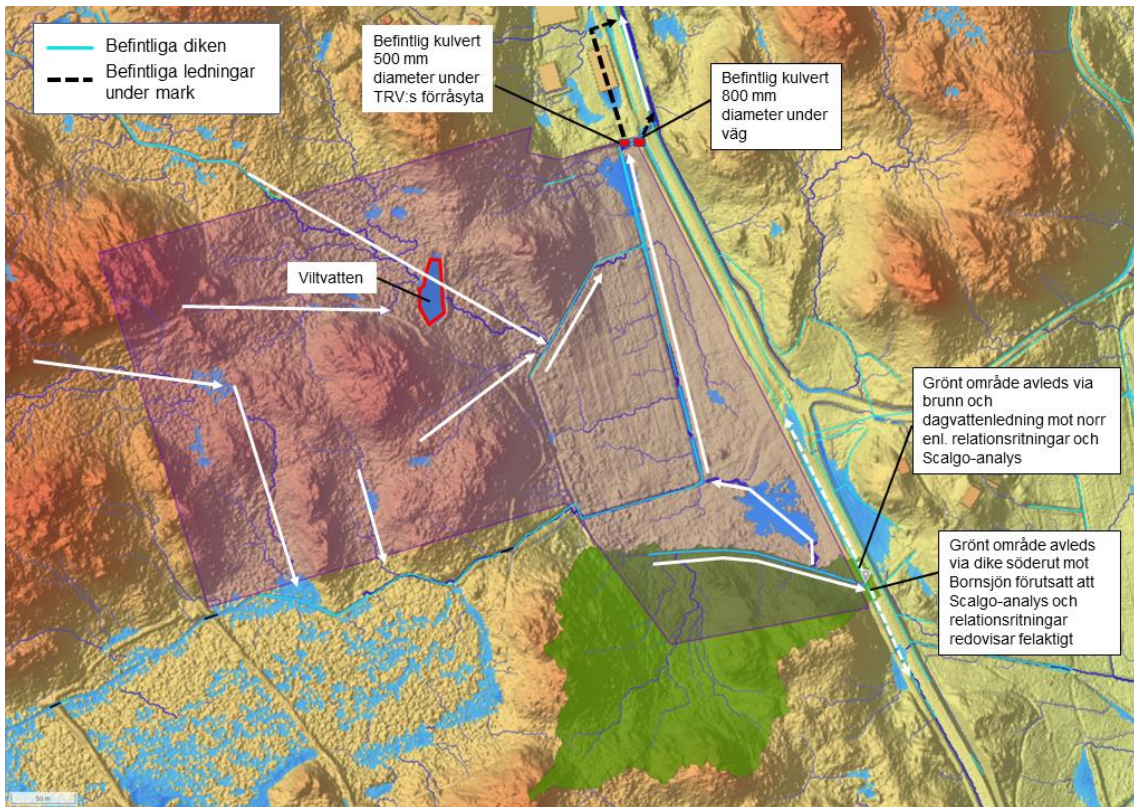 Befintliga diken
Befintliga ledningar
under mark
Befintlig kulvert
500 mm
diameter under
TRV:s förråsyta
Befintlig kulvert
800 mm
diameter under
väg
Viltvatten
Grönt område avleds via
brunn och
dagvattenledning mot norr
enl. relationsritningar och
Scalgo-analys
Grönt område avleds
via dike söderut mot
Bornsjön förutsatt att
Scalgo-analys och
relationsritningar
redovisar felaktigt
50 m